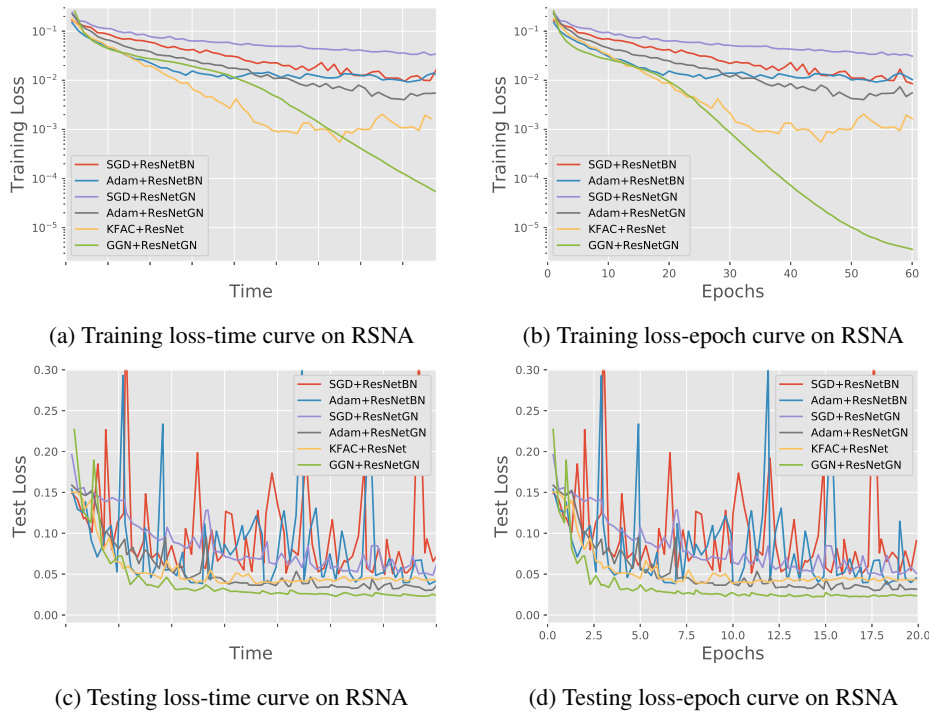 10⁻¹
10⁻²
10⁻³
10⁻⁴
10⁻⁵
Training Loss
SGD+ResNetBN
Adam+ResNetBN
SGD+ResNetGN
Adam+ResNetGN
KFAC+ResNet
GGN+ResNetGN
Time
(a) Training loss-time curve on RSNA
10⁻¹
10⁻²
10⁻³
10⁻⁴
10⁻⁵
Training Loss
SGD+ResNetBN
Adam+ResNetBN
SGD+ResNetGN
Adam+ResNetGN
KFAC+ResNet
GGN+ResNetGN
0 10 20 30 40 50 60
Epochs
(b) Training loss-epoch curve on RSNA
0.30
0.25
0.20
0.15
0.10
0.05
0.00
Test Loss
SGD+ResNetBN
Adam+ResNetBN
SGD+ResNetGN
Adam+ResNetGN
KFAC+ResNet
GGN+ResNetGN
Time
(c) Testing loss-time curve on RSNA
0.30
0.25
0.20
0.15
0.10
0.05
0.00
Test Loss
SGD+ResNetBN
Adam+ResNetBN
SGD+ResNetGN
Adam+ResNetGN
KFAC+ResNet
GGN+ResNetGN
0.0 2.5 5.0 7.5 10.0 12.5 15.0 17.5 20.0
Epochs
(d) Testing loss-epoch curve on RSNA